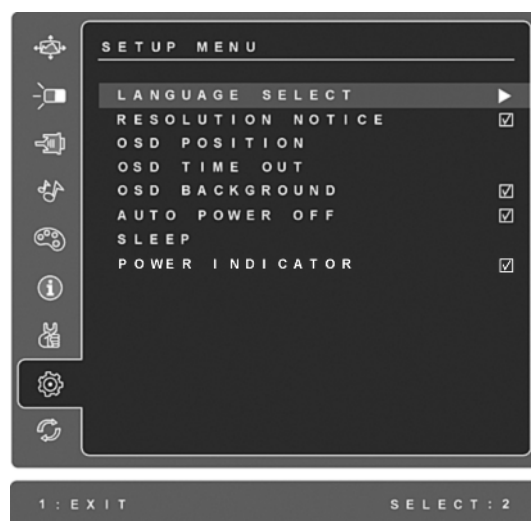 SETUP MENU
LANGUAGE SELECT
RESOLUTION NOTICE
OSD POSITION
OSD TIME OUT
OSD BACKGROUND
AUTO POWER OFF
SLEEP
POWER INDICATOR
1:EXIT SELECT:2